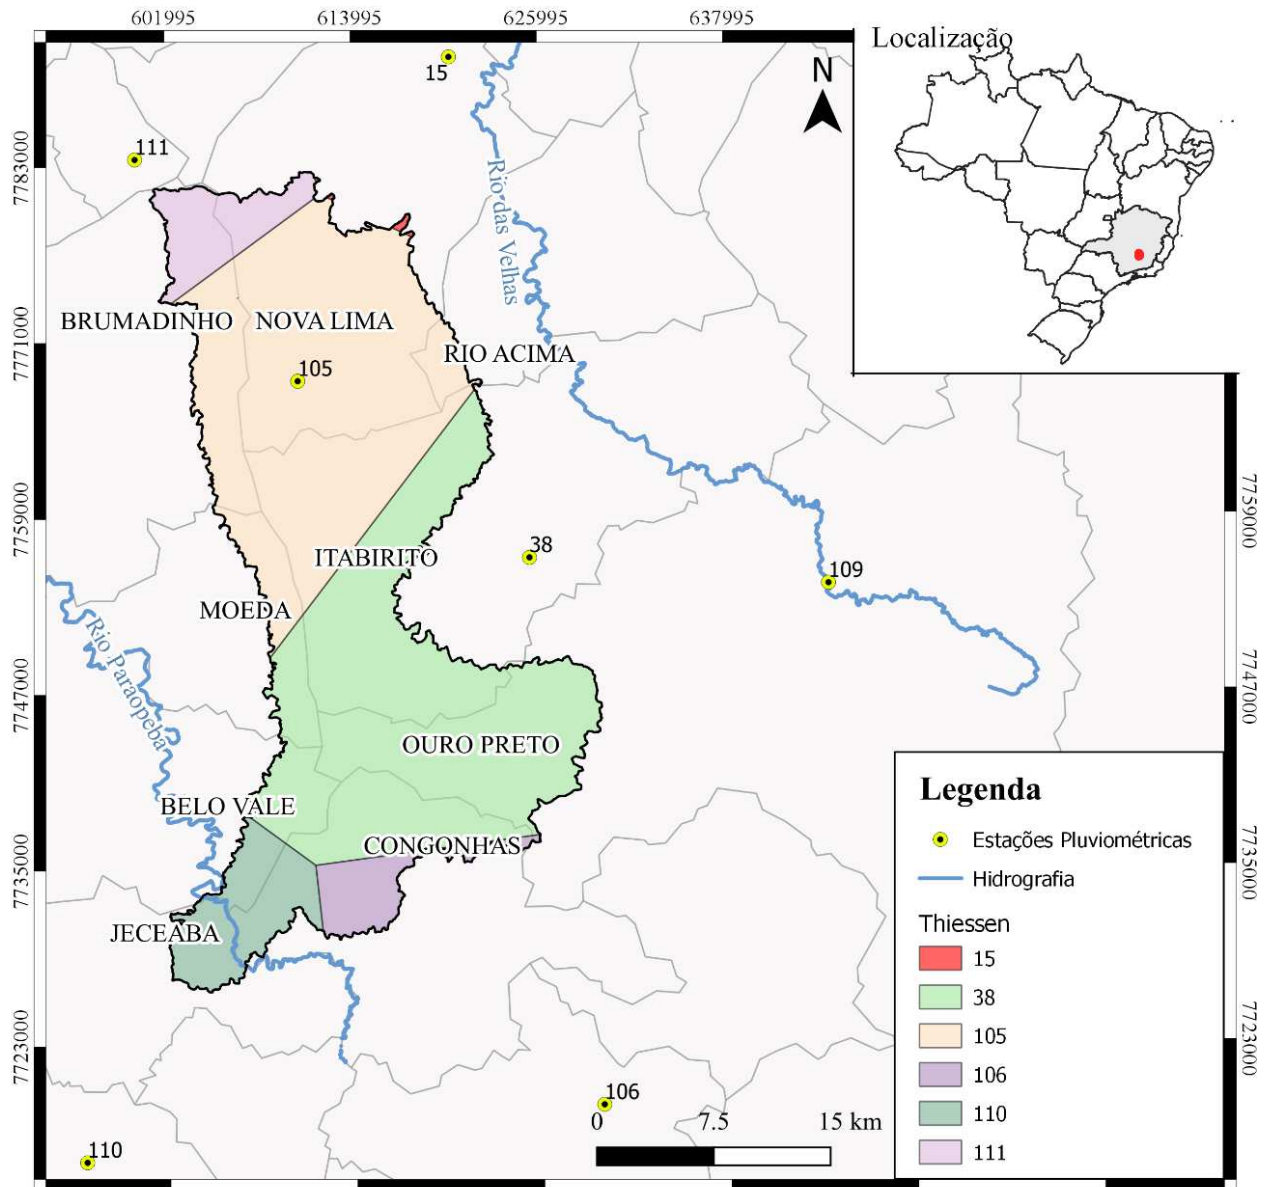 601995 613995 625995 637995
Localização
N
15
111
7783000
Rio das Velhas
BRUMADINHO
NOVA LIMA
7771000
RIO ACIMA
105
7759000
7759000
ITABIRITO
38
109
MOEDA
Rio Paraopeba
7747000
7747000
OURO PRETO
BELO VALE
CONGONHAS
7735000
7735000
JECEABA
7723000
7723000
106
110
0 7.5 15 km
Legenda
Estações Pluviométricas
Hidrografia
Thiessen
15
38
105
106
110
111